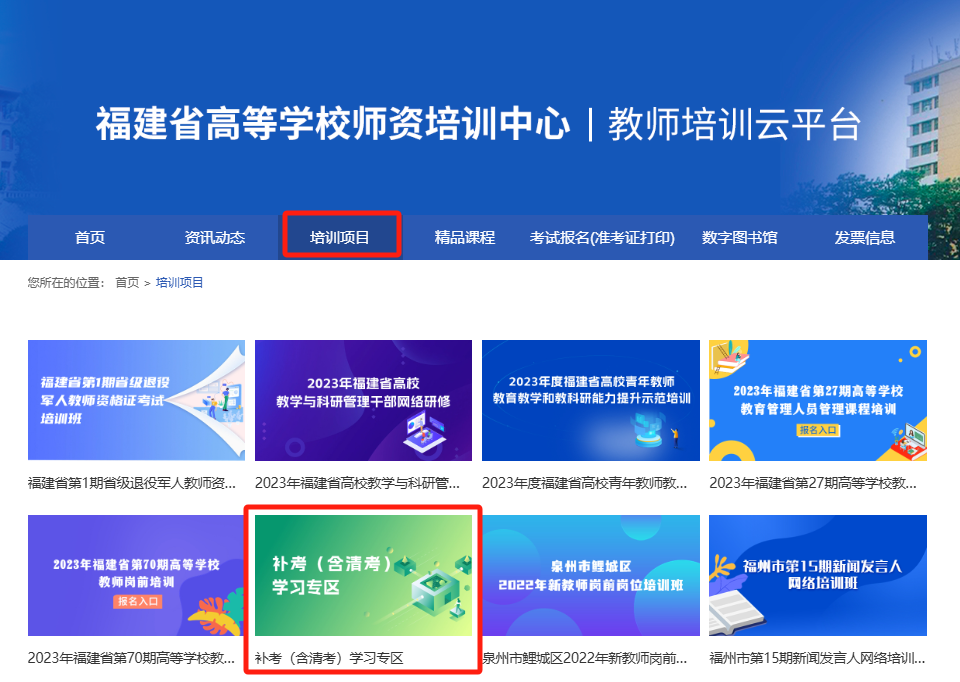 福建省高等学校师资培训中心 | 教师培训云平台
首页 资讯动态 培训项目 精品课程 考试报名(准考证打印) 数字图书馆 发票信息
您所在的位置： 首页 > 培训项目
福建省第1期省级退役
军人教师资格证考试
培训班
2023年福建省高校
教学与科研管理干部网络研修
2023年度福建省高校青年教师
教育教学和教科研能力提升示范培训
2023年福建省第27期高等学校
教育管理人员管理课程培训
报名入口
福建省第1期省级退役军人教师资...
2023年福建省高校教学与科研管...
2023年度福建省高校青年教师教...
2023年福建省第27期高等学校教...
2023年福建省第70期高等学校
教师岗前培训
报名入口
补考（含清考）
学习专区
泉州市鲤城区
2022年新教师岗前岗位培训班
福州市第15期新闻发言人
网络培训班
2023年福建省第70期高等学校教...
补考（含清考）学习专区
泉州市鲤城区2022年新教师岗前...
福州市第15期新闻发言人网络培训...